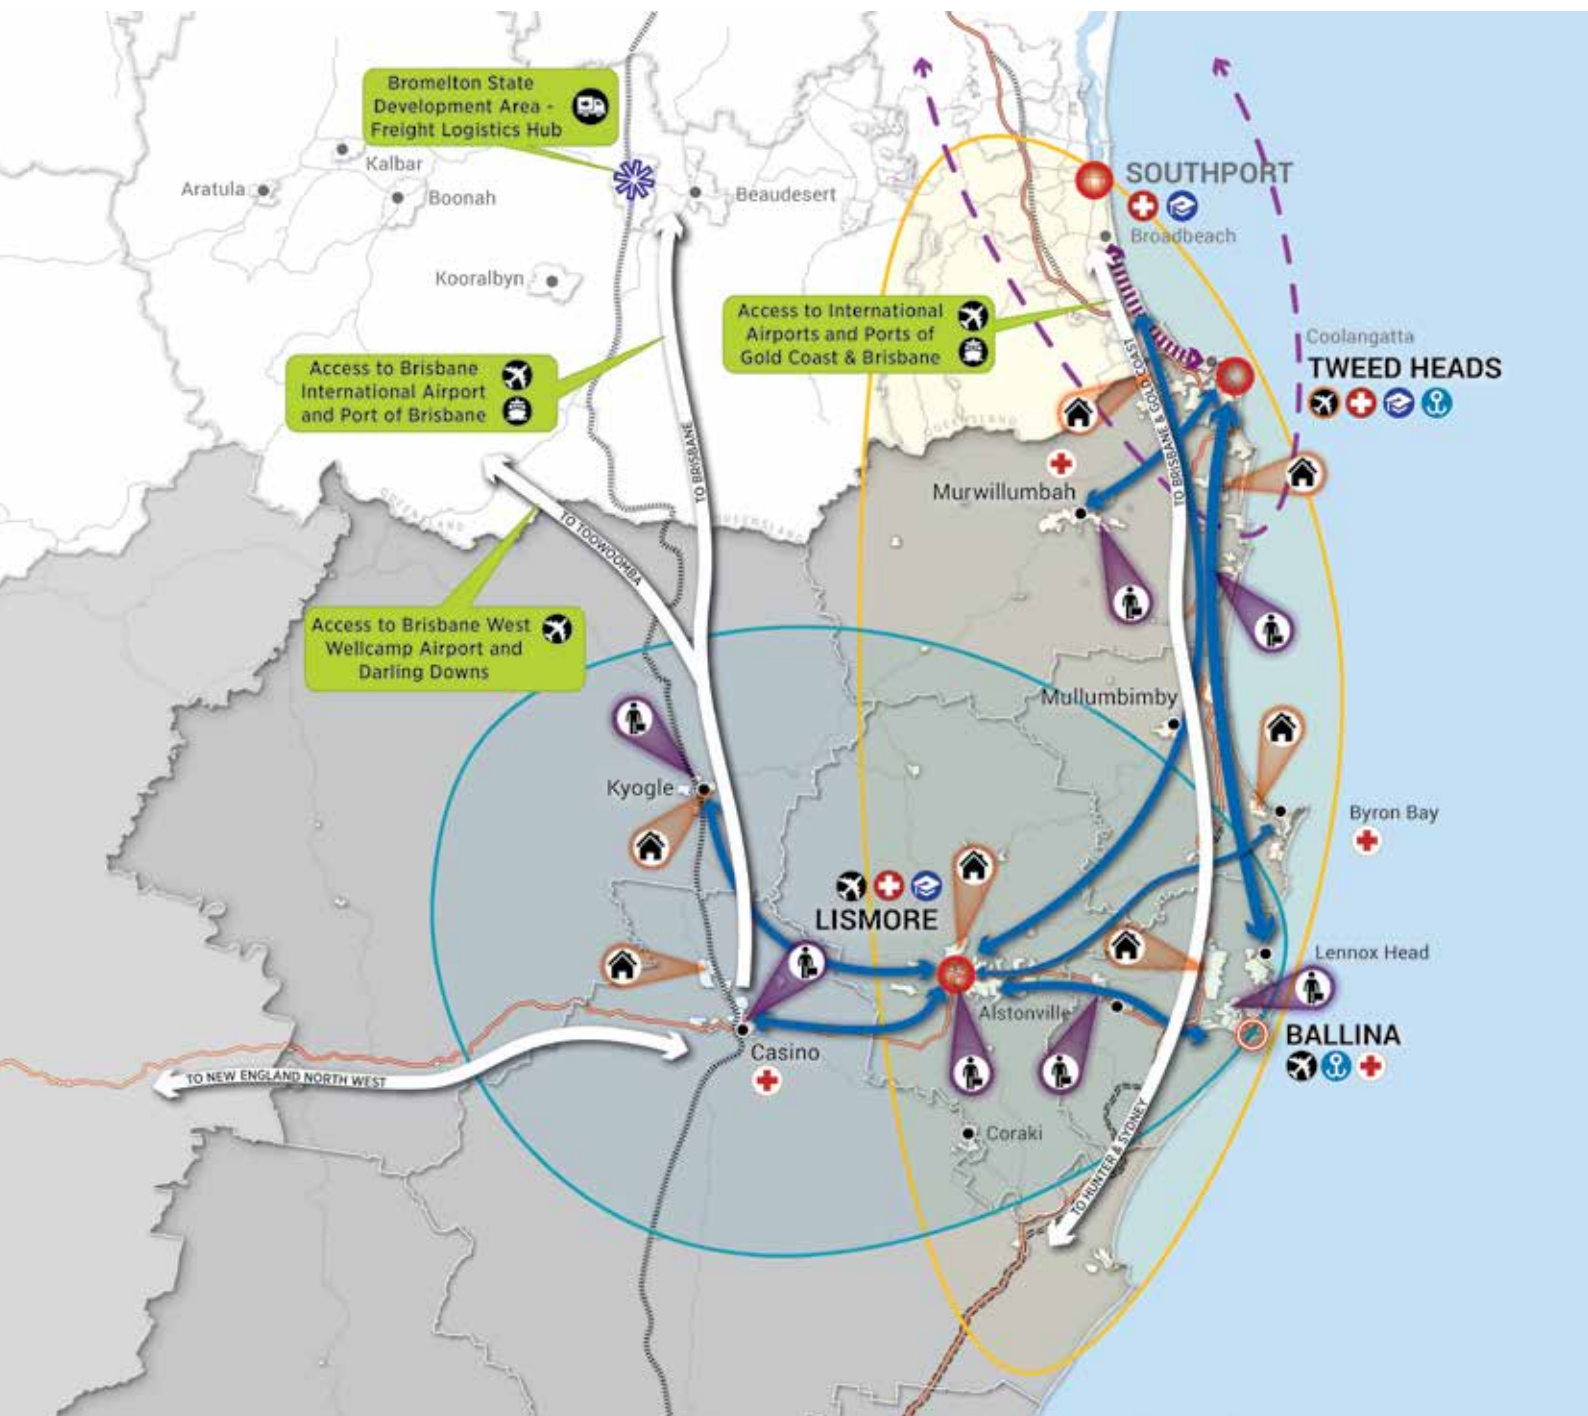 Bromelton State
Development Area -
Freight Logistics Hub
Kalbar
Aratula
Boonah
Beaudesert
Kooralbyn
SOUTHPORT
Broadbeach
Access to International
Airports and Ports of
Gold Coast & Brisbane
Coolangatta
TWEED HEADS
Access to Brisbane
International Airport
and Port of Brisbane
TO BRISBANE
TO BRISBANE & GOLD COAST
QUEENSLAND
QUEENSLAND
QUEENSLAND
Murwillumbah
TO TOOWOOMBA
Access to Brisbane West
Wellcamp Airport and
Darling Downs
Mullumbimby
Kyogle
Byron Bay
LISMORE
Lennox Head
Alstonville
BALLINA
Casino
TO NEW ENGLAND NORTH WEST
Coraki
TO HUNTER & SYDNEY